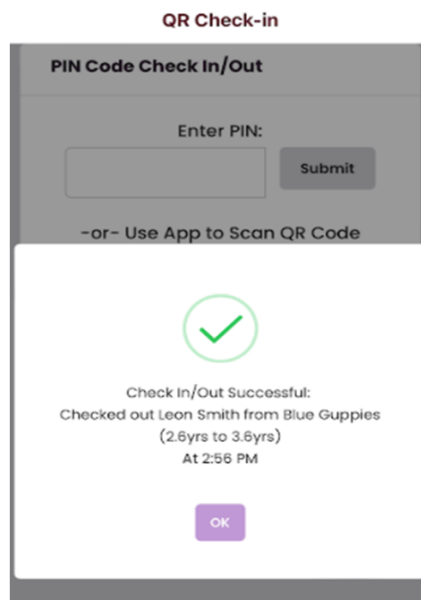 QR Check-in
PIN Code Check In/Out
Enter PIN:
Submit
-or- Use App to Scan QR Code
Check In/Out Successful:
Checked out Leon Smith from Blue Guppies
(2.6yrs to 3.6yrs)
At 2:56 PM
OK